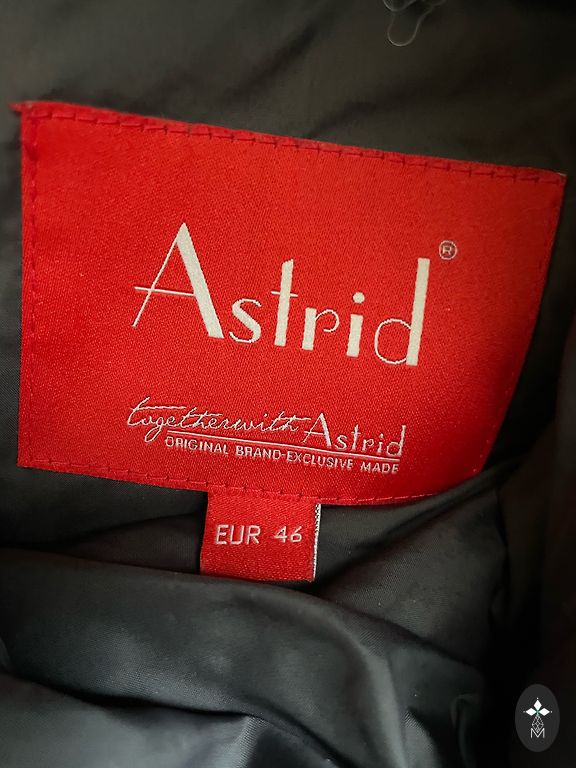 Astrid®
togetherwith Astrid
ORIGINAL BRAND-EXCLUSIVE MADE
EUR 46
M